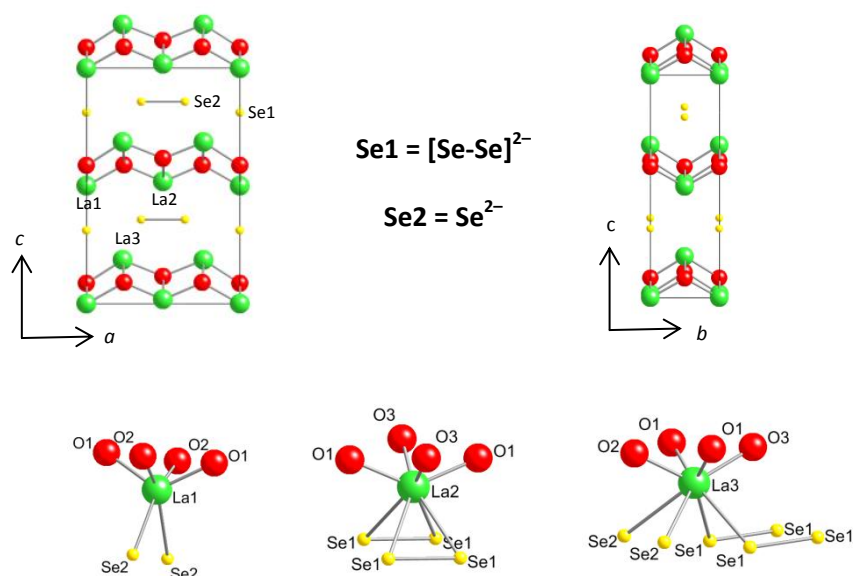 Se2
Se1
Se1 = [Se-Se]²⁻
La1
La2
Se2 = Se²⁻
c
La3
c
a
b
O1
O2
O2
O1
La1
Se2
Se2
O3
O1
O3
O1
La2
Se1
Se1
Se1
Se1
O1
O2
O1
O3
La3
Se2
Se2
Se1
Se1
Se1
Se1